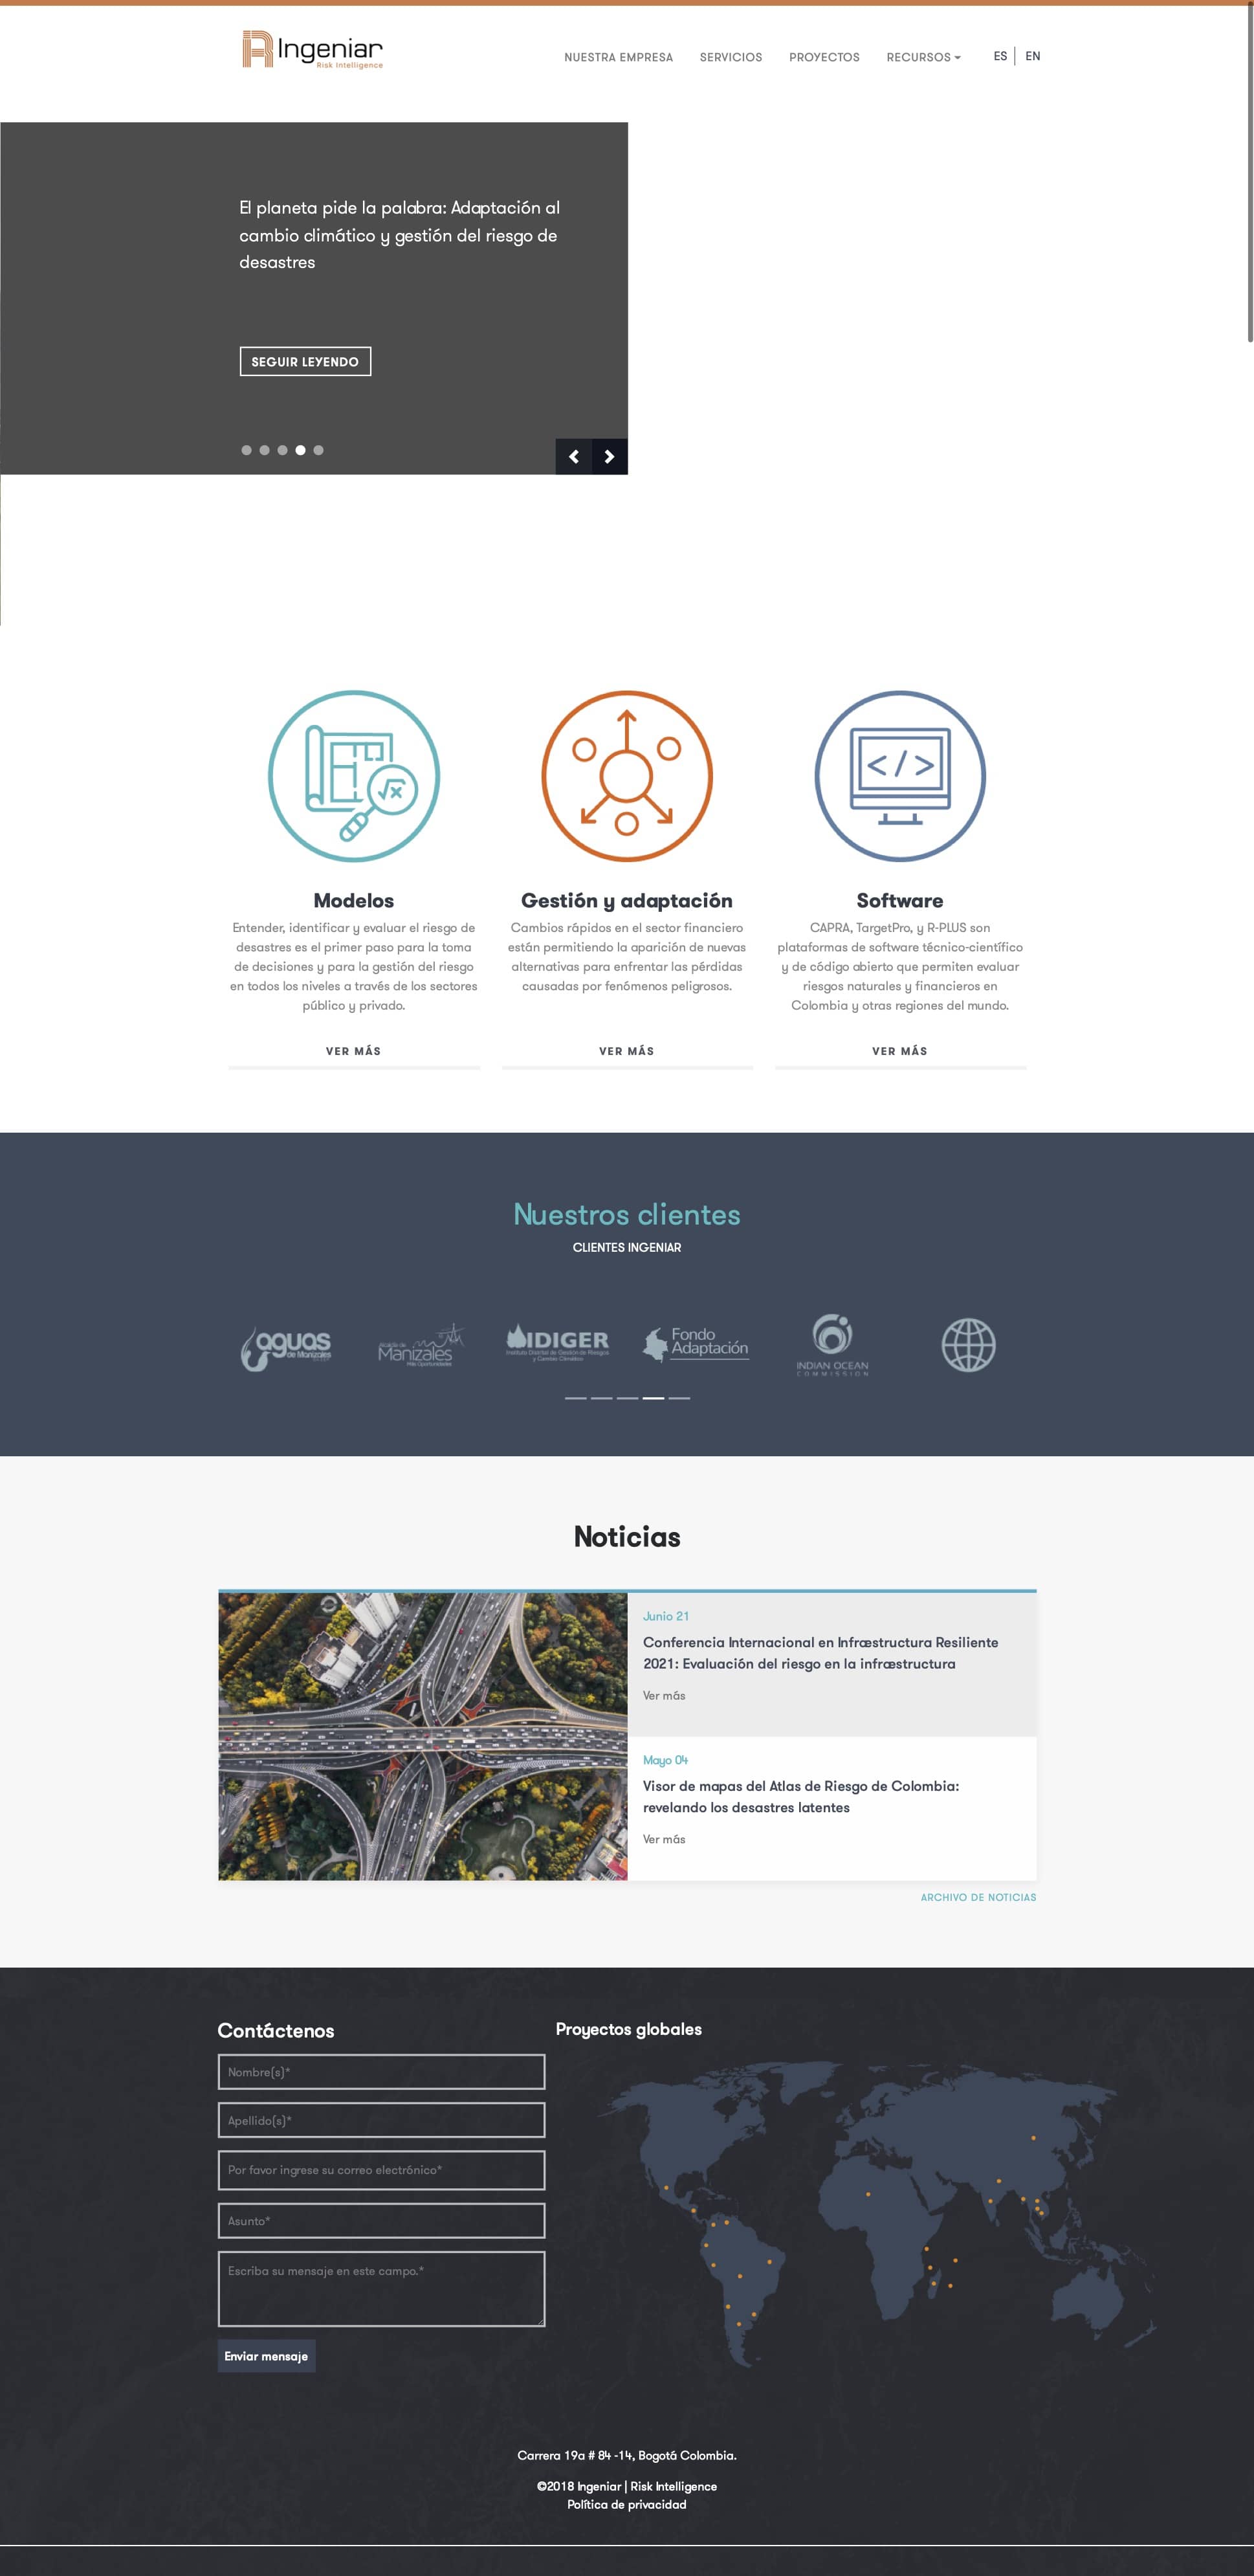 Ingeniar
Risk Intelligence
NUESTRA EMPRESA
SERVICIOS
PROYECTOS
RECURSOS
ES
EN
El planeta pide la palabra: Adaptación al
cambio climático y gestión del riesgo de
desastres
SEGUIR LEYENDO
√x
</>
Modelos
Entender, identificar y evaluar el riesgo de
desastres es el primer paso para la toma
de decisiones y para la gestión del riesgo
en todos los niveles a través de los sectores
público y privado.
VER MÁS
Gestión y adaptación
Cambios rápidos en el sector financiero
están permitiendo la aparición de nuevas
alternativas para enfrentar las pérdidas
causadas por fenómenos peligrosos.
VER MÁS
Software
CAPRA, TargetPro, y R-PLUS son
plataformas de software técnico-científico
y de código abierto que permiten evaluar
riesgos naturales y financieros en
Colombia y otras regiones del mundo.
VER MÁS
Nuestros clientes
CLIENTES INGENIAR
aguas
de Manizales
Manizales
Más Oportunidades
IDIGER
Instituto Distrital de Gestión de Riesgos
y Cambio Climático
Fondo
Adaptación
INDIAN OCEAN
COMMISSION
Noticias
Junio 21
Conferencia Internacional en Infraestructura Resiliente
2021: Evaluación del riesgo en la infraestructura
Ver más
Mayo 04
Visor de mapas del Atlas de Riesgo de Colombia:
revelando los desastres latentes
Ver más
ARCHIVO DE NOTICIAS
Contáctenos
Nombre(s)*
Apellido(s)*
Por favor ingrese su correo electrónico*
Asunto*
Escriba su mensaje en este campo.*
Enviar mensaje
Proyectos globales
Carrera 19a # 84 -14, Bogotá Colombia.
©2018 Ingeniar | Risk Intelligence
Política de privacidad